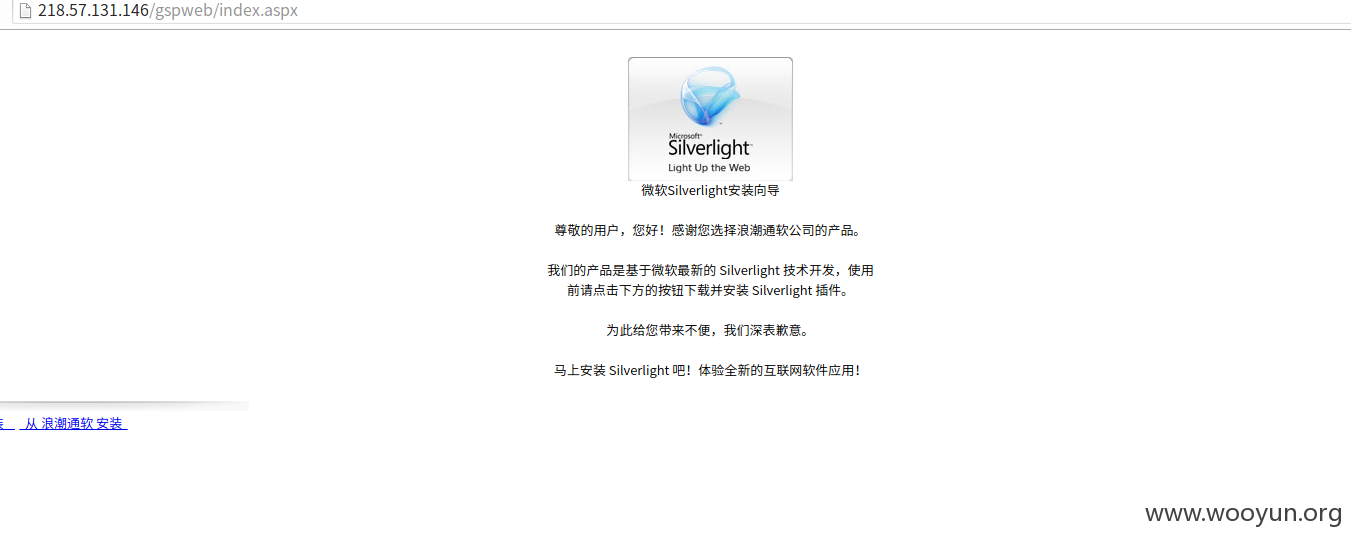 218.57.131.146/gspweb/index.aspx
Microsoft®
Silverlight™
Light Up the Web
微软Silverlight安装向导
尊敬的用户，您好！感谢您选择浪潮通软公司的产品。
我们的产品是基于微软最新的 Silverlight 技术开发，使用
前请点击下方的按钮下载并安装 Silverlight 插件。
为此给您带来不便，我们深表歉意。
马上安装 Silverlight 吧！体验全新的互联网软件应用！
从 浪潮通软 安装
www.wooyun.org